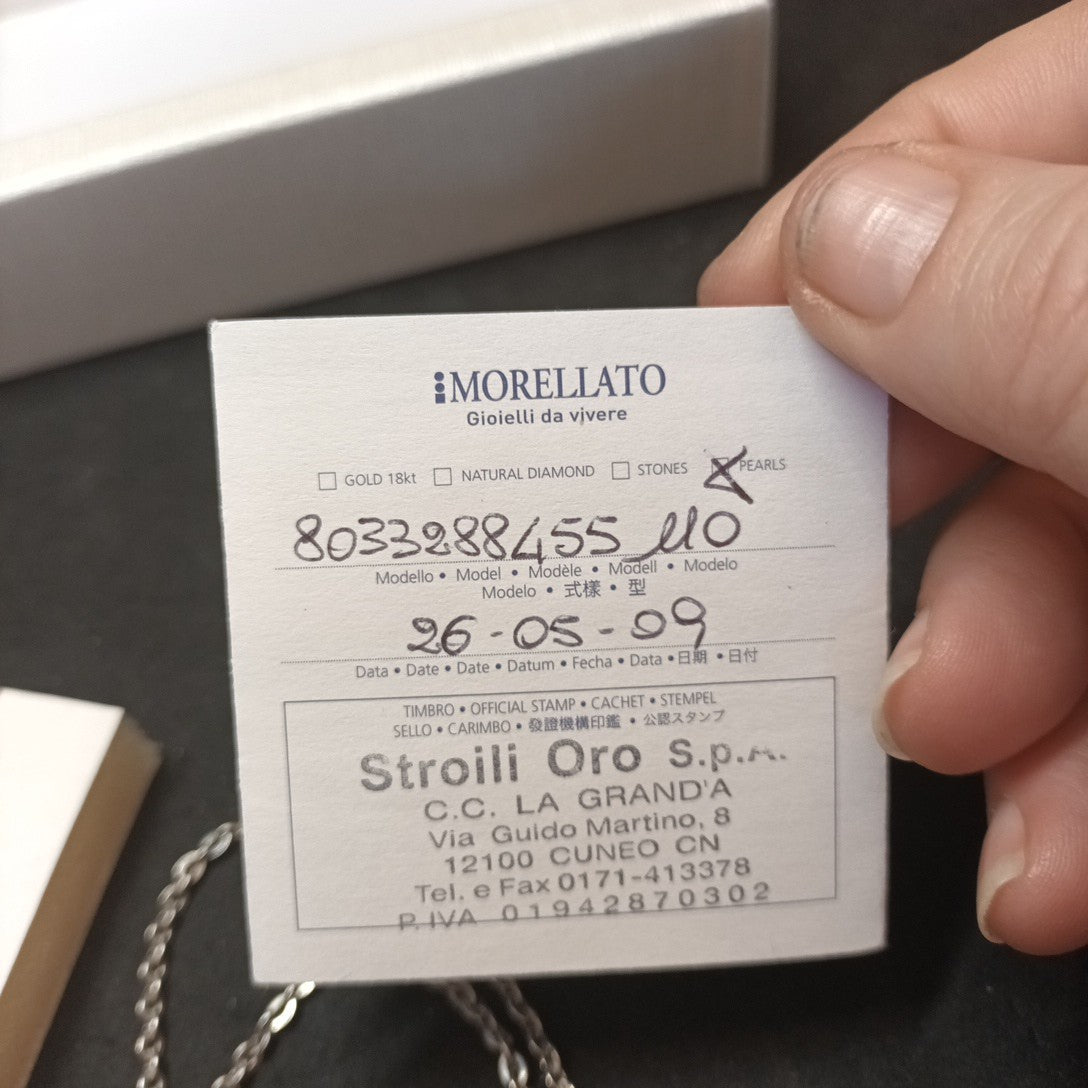 MORELLATO
Gioielli da vivere
GOLD 18kt NATURAL DIAMOND STONES PEARLS
8033288455 MO
Modello • Model • Modèle • Modell • Modelo
Modelo • 式樣 • 型
26-05-09
Data • Date • Date • Datum • Fecha • Data • 日期 • 日付
TIMBRO • OFFICIAL STAMP • CACHET • STEMPEL
SELLO • CARIMBO • 發證機構印鑑 • 公認スタンプ
Stroili Oro S.p.A.
C.C. LA GRAND'A
Via Guido Martino, 8
12100 CUNEO CN
Tel. e Fax 0171-413378
P. IVA 01942870302